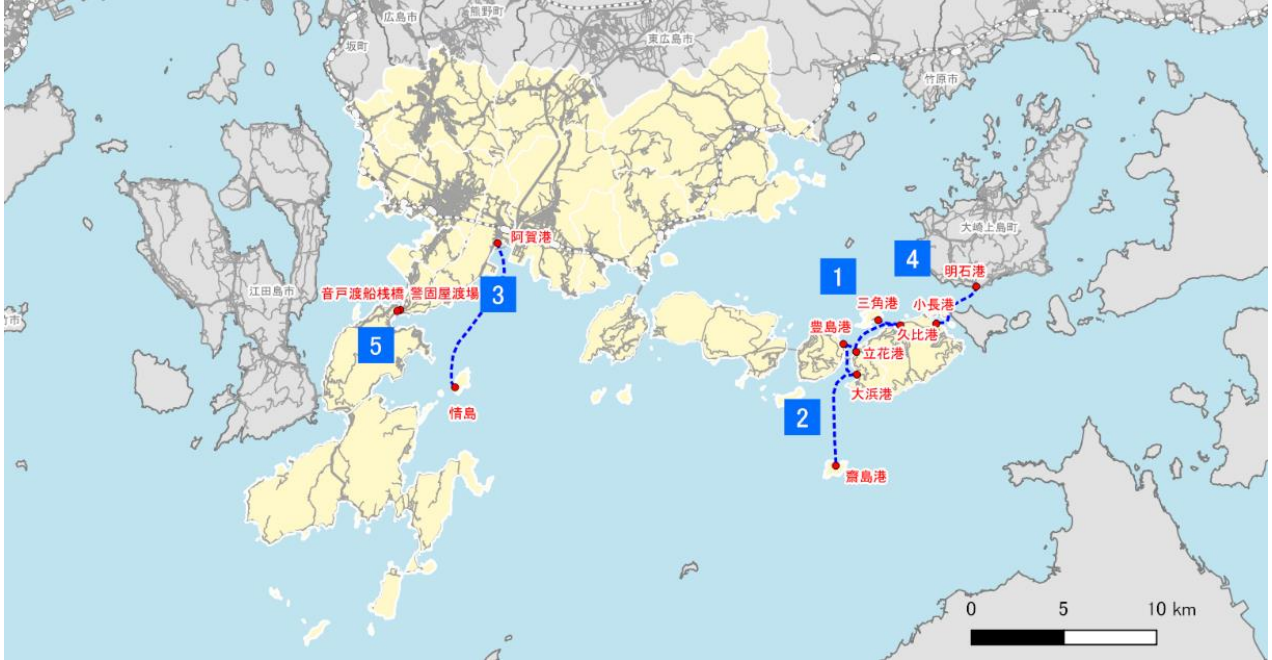 広島市
熊野町
坂町
東広島市
竹原市
大崎上島町
阿賀港
1
4
明石港
江田島市
音戸渡船桟橋
警固屋渡場
3
三角港
小長港
竹市
5
豊島港
久比港
立花港
大浜港
情島
2
齋島港
0
5
10 km